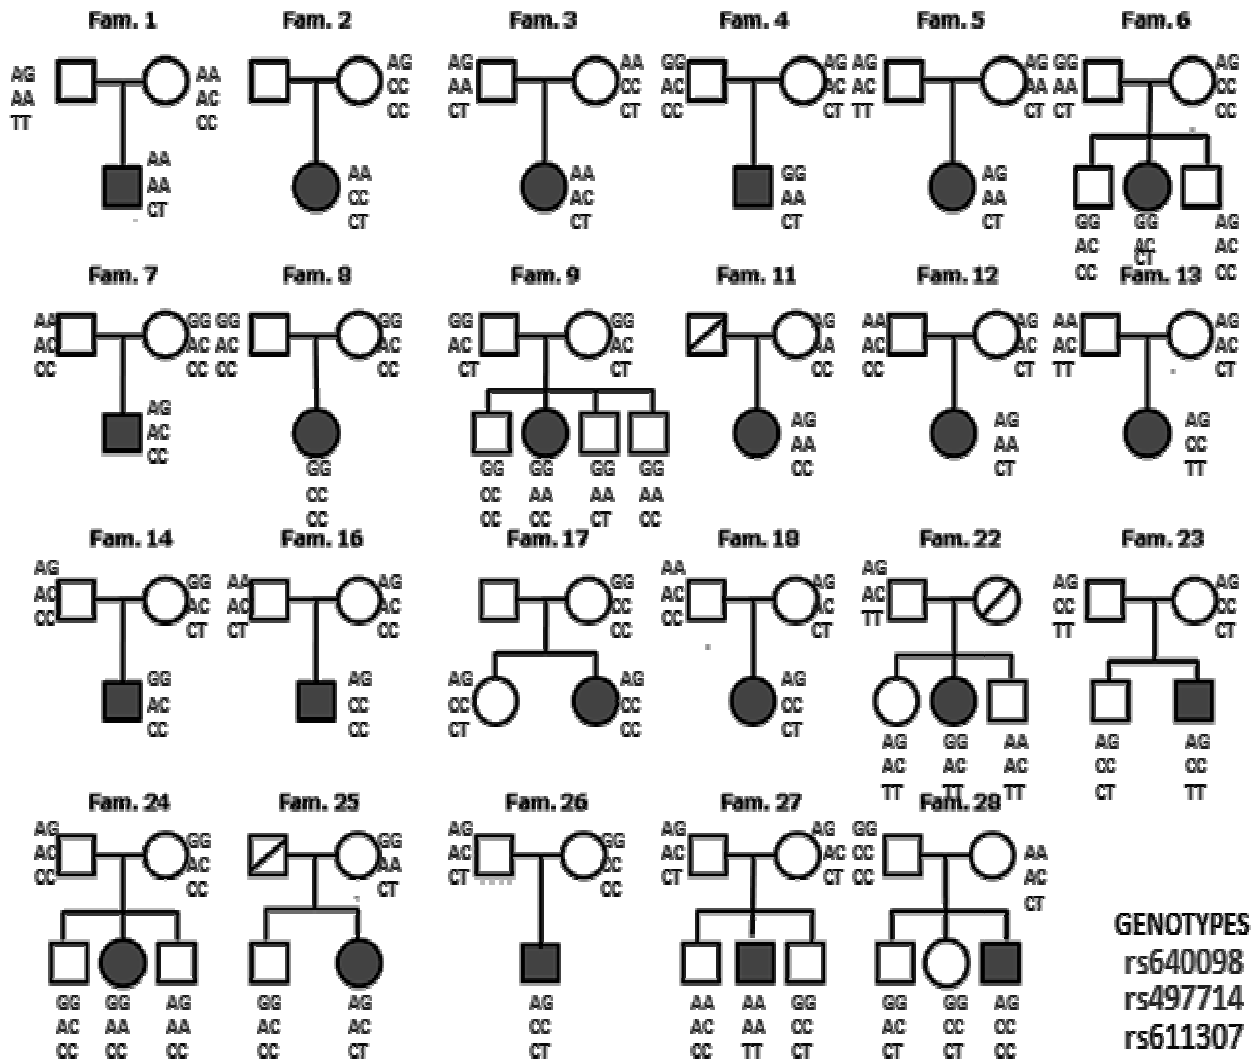 Fam. 1
Fam. 2
Fam. 3
Fam. 4
Fam. 5
Fam. 6
AG
AA
TT
AA
AC
CC
AA
AA
CT
AG
CC
CC
AA
CC
CT
AG
AA
CT
AA
CC
CT
AA
AC
CT
GG
AC
CC
AG
AC
CT
GG
AA
CT
AG
AC
TT
AG
AA
CT
AG
AA
CT
GG
AA
CT
AG
CC
CC
GG
AC
CC
GG
AC
CT
AG
AC
CC
Fam. 7
Fam. 8
Fam. 9
Fam. 11
Fam. 12
Fam. 13
AA
AC
CC
GG
AC
CC
AG
AC
CC
GG
AC
CC
GG
AC
CC
GG
CC
CC
GG
AC
CT
GG
AC
CT
GG
CC
CC
GG
AA
CC
GG
AA
CT
GG
AA
CC
AG
AA
CC
AG
AA
CC
AA
AC
CC
AG
AC
CT
AG
AA
CT
AA
AC
TT
AG
AC
CT
AG
CC
TT
Fam. 14
Fam. 16
Fam. 17
Fam. 18
Fam. 22
Fam. 23
AG
AC
CC
GG
AC
CT
GG
AC
CC
AA
AC
CT
AG
AC
CC
AG
CC
CC
GG
CC
CC
AG
CC
CT
AG
CC
CC
AA
AC
CC
AG
AC
CT
AG
CC
CT
AG
AC
TT
AG
AC
TT
GG
AC
TT
AA
AC
TT
AG
CC
TT
AG
CC
CT
AG
CC
CT
AG
CC
TT
Fam. 24
Fam. 25
Fam. 26
Fam. 27
Fam. 28
AG
AC
CC
GG
AC
CC
GG
AC
CC
GG
AA
CC
AG
AA
CC
GG
AA
CT
GG
AC
CC
AG
AC
CT
AG
AC
CT
GG
CC
CC
AG
CC
CT
AG
AC
CT
AG
AC
CT
AA
AC
CC
AA
AA
TT
GG
CC
CT
GG
CC
CC
AA
AC
CT
GG
AC
CT
GG
CC
CT
AG
CC
CC
GENOTYPES
rs640098
rs497714
rs611307